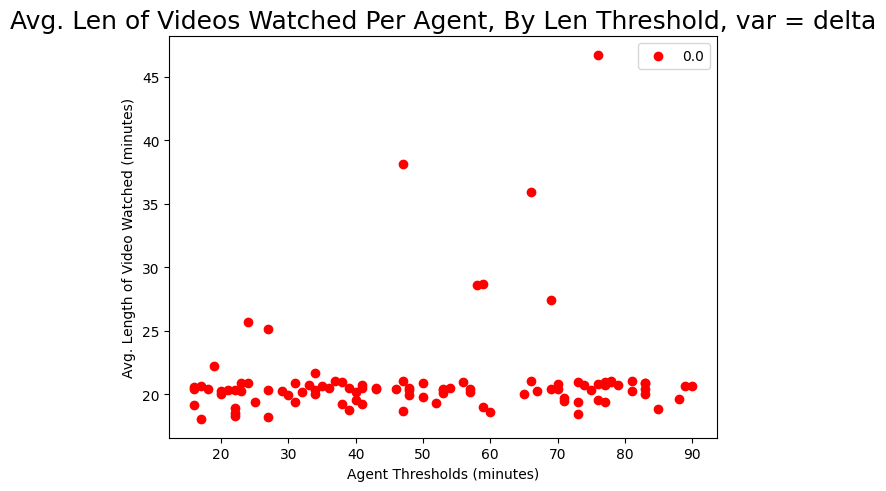 Avg. Len of Videos Watched Per Agent, By Len Threshold, var = delta
0.0
45
40
35
30
25
20
Avg. Length of Video Watched (minutes)
20 30 40 50 60 70 80 90
Agent Thresholds (minutes)